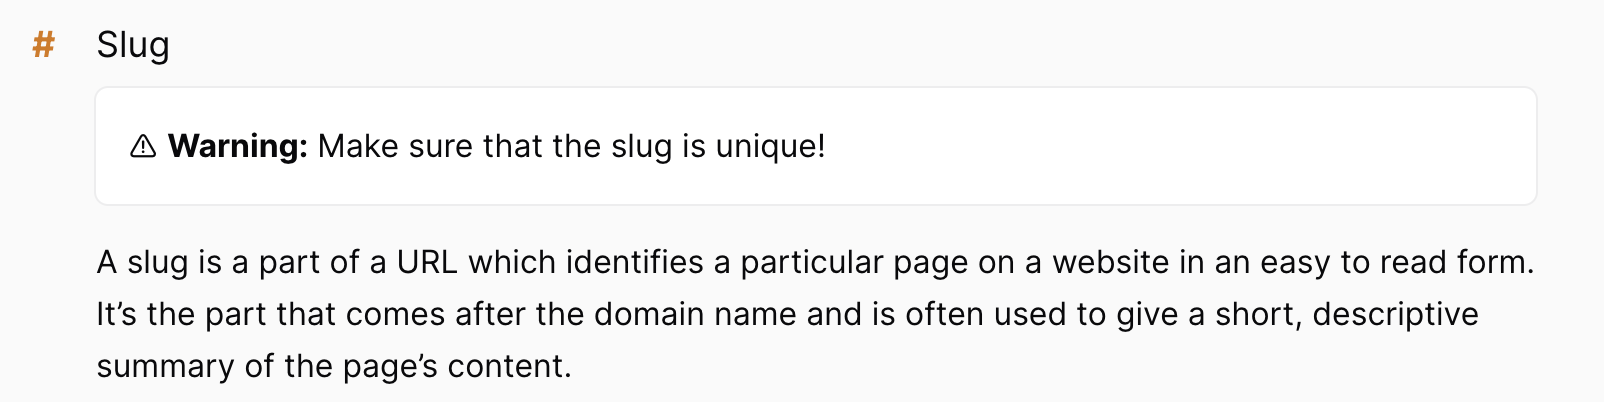 # Slug
⚠ Warning: Make sure that the slug is unique!
A slug is a part of a URL which identifies a particular page on a website in an easy to read form.
It’s the part that comes after the domain name and is often used to give a short, descriptive
summary of the page’s content.